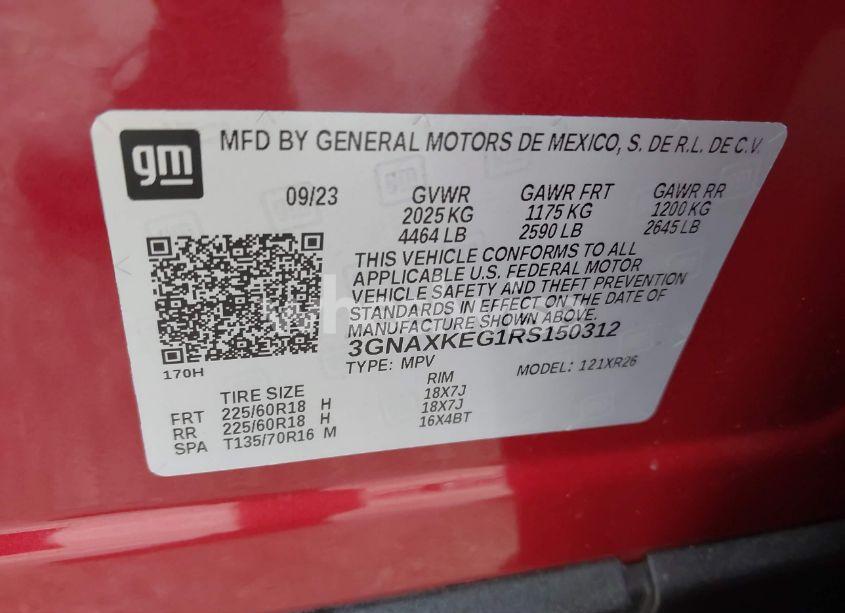 gm
MFD BY GENERAL MOTORS DE MEXICO, S. DE R.L. DE C.V.
09/23 GVWR GAWR FRT GAWR RR
2025 KG 1175 KG 1200 KG
4464 LB 2590 LB 2645 LB
THIS VEHICLE CONFORMS TO ALL
APPLICABLE U.S. FEDERAL MOTOR
VEHICLE SAFETY AND THEFT PREVENTION
STANDARDS IN EFFECT ON THE DATE OF
MANUFACTURE SHOWN ABOVE.
3GNAXKEG1RS150312
170H
TYPE: MPV MODEL: 121XR26
TIRE SIZE RIM
FRT 225/60R18 H 18X7J
RR 225/60R18 H 18X7J
SPA T135/70R16 M 16X4BT